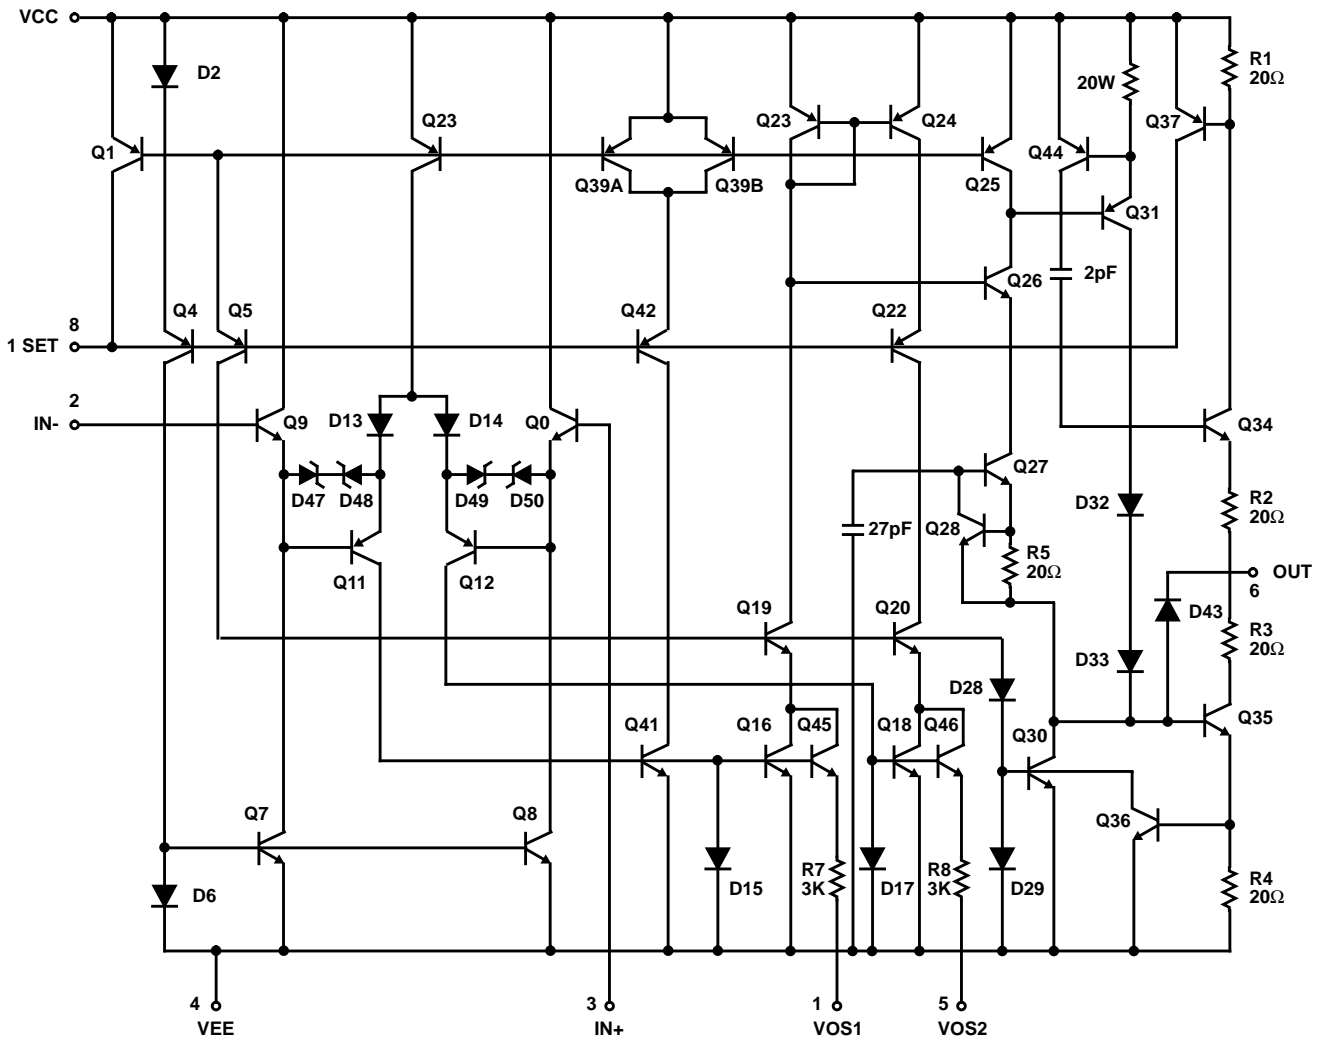 VCC
D2
R1
20Ω
20W
Q1
Q23
Q39A
Q39B
Q23
Q24
Q25
Q44
Q37
Q31
Q26
2pF
8
1 SET
Q4
Q5
Q42
Q22
2
IN-
Q9
D13
D14
Q0
Q34
D47
D48
D49
D50
Q27
Q28
27pF
D32
R2
20Ω
R5
20Ω
OUT
6
Q11
Q12
Q19
Q20
D43
R3
20Ω
D33
D28
Q41
Q16
Q45
Q18
Q46
Q30
Q35
Q7
Q8
Q36
D6
D15
R7
3K
D17
R8
3K
D29
R4
20Ω
4
VEE
3
IN+
1
VOS1
5
VOS2